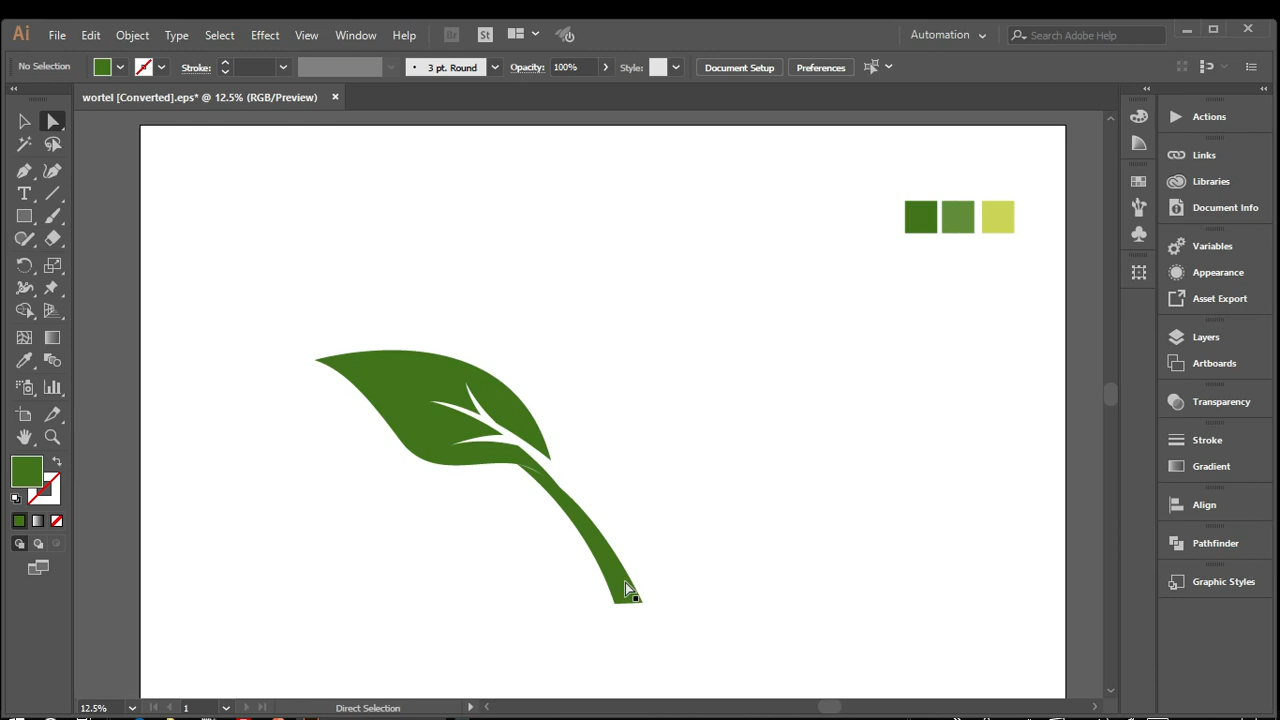 Ai File Edit Object Type Select Effect View Window Help Br St Automation Search Adobe Help
No Selection Stroke: 3 pt. Round Opacity: 100% Style: Document Setup Preferences
wortel [Converted].eps* @ 12.5% (RGB/Preview)
Actions
Links
Libraries
Document Info
Variables
Appearance
Asset Export
Layers
Artboards
Transparency
Stroke
Gradient
Align
Pathfinder
Graphic Styles
12.5% 1 Direct Selection